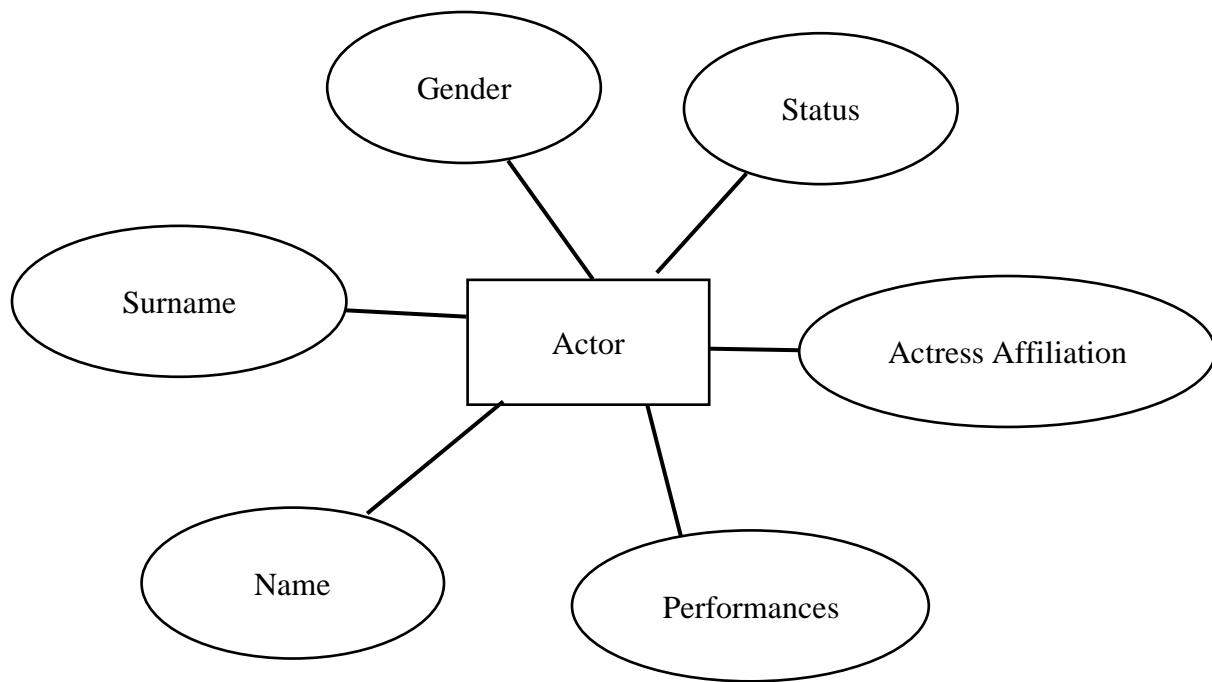 Gender
Status
Surname
Actor
Actress Affiliation
Name
Performances